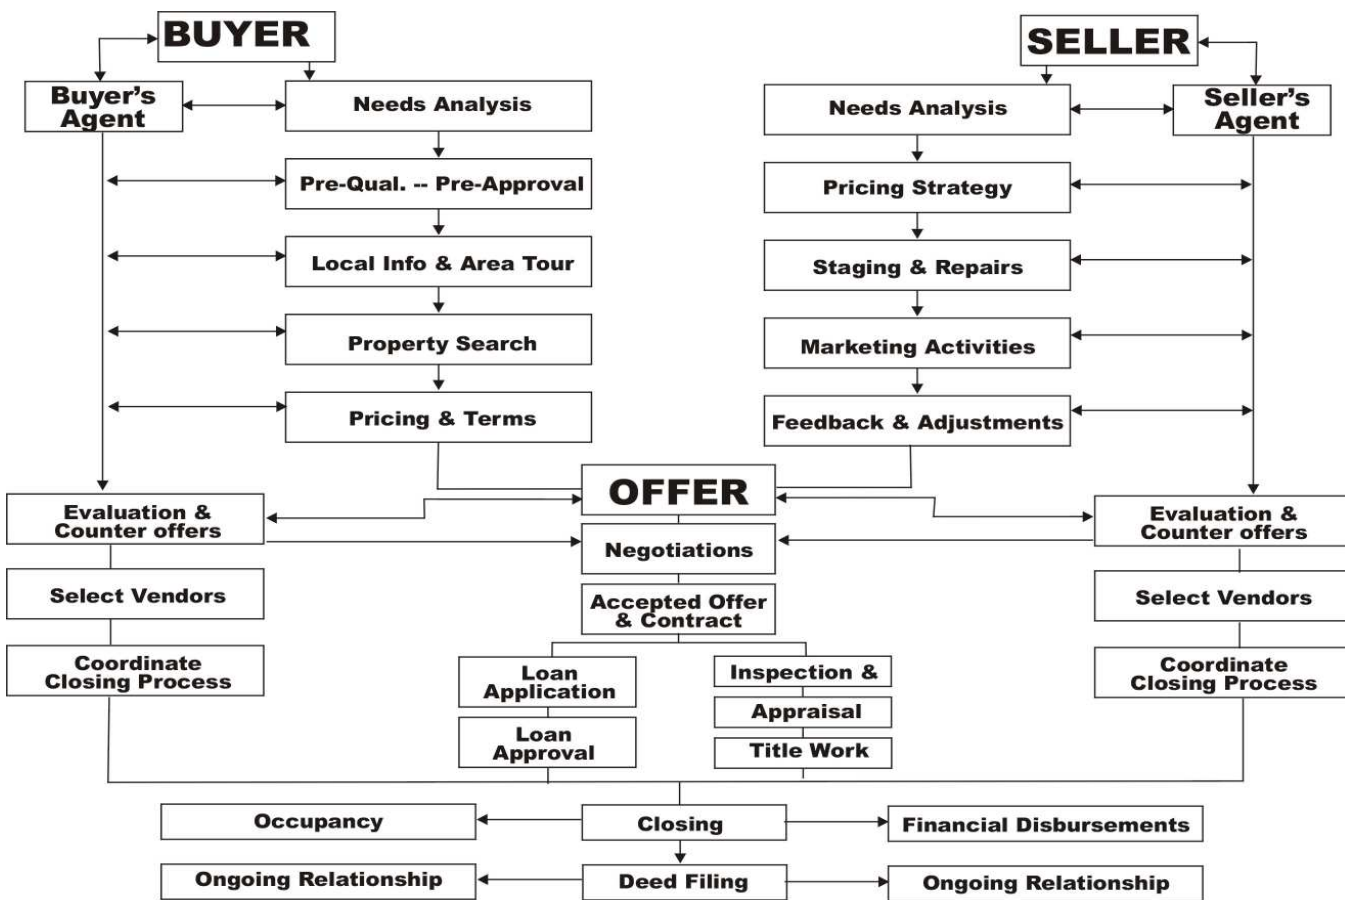 BUYER
SELLER
Buyer's
Agent
Needs Analysis
Needs Analysis
Seller's
Agent
Pre-Qual. -- Pre-Approval
Pricing Strategy
Local Info & Area Tour
Staging & Repairs
Property Search
Marketing Activities
Pricing & Terms
Feedback & Adjustments
OFFER
Evaluation &
Counter offers
Evaluation &
Counter offers
Negotiations
Select Vendors
Accepted Offer
& Contract
Select Vendors
Coordinate
Closing Process
Loan
Application
Inspection &
Coordinate
Closing Process
Appraisal
Loan
Approval
Title Work
Occupancy
Closing
Financial Disbursements
Ongoing Relationship
Deed Filing
Ongoing Relationship